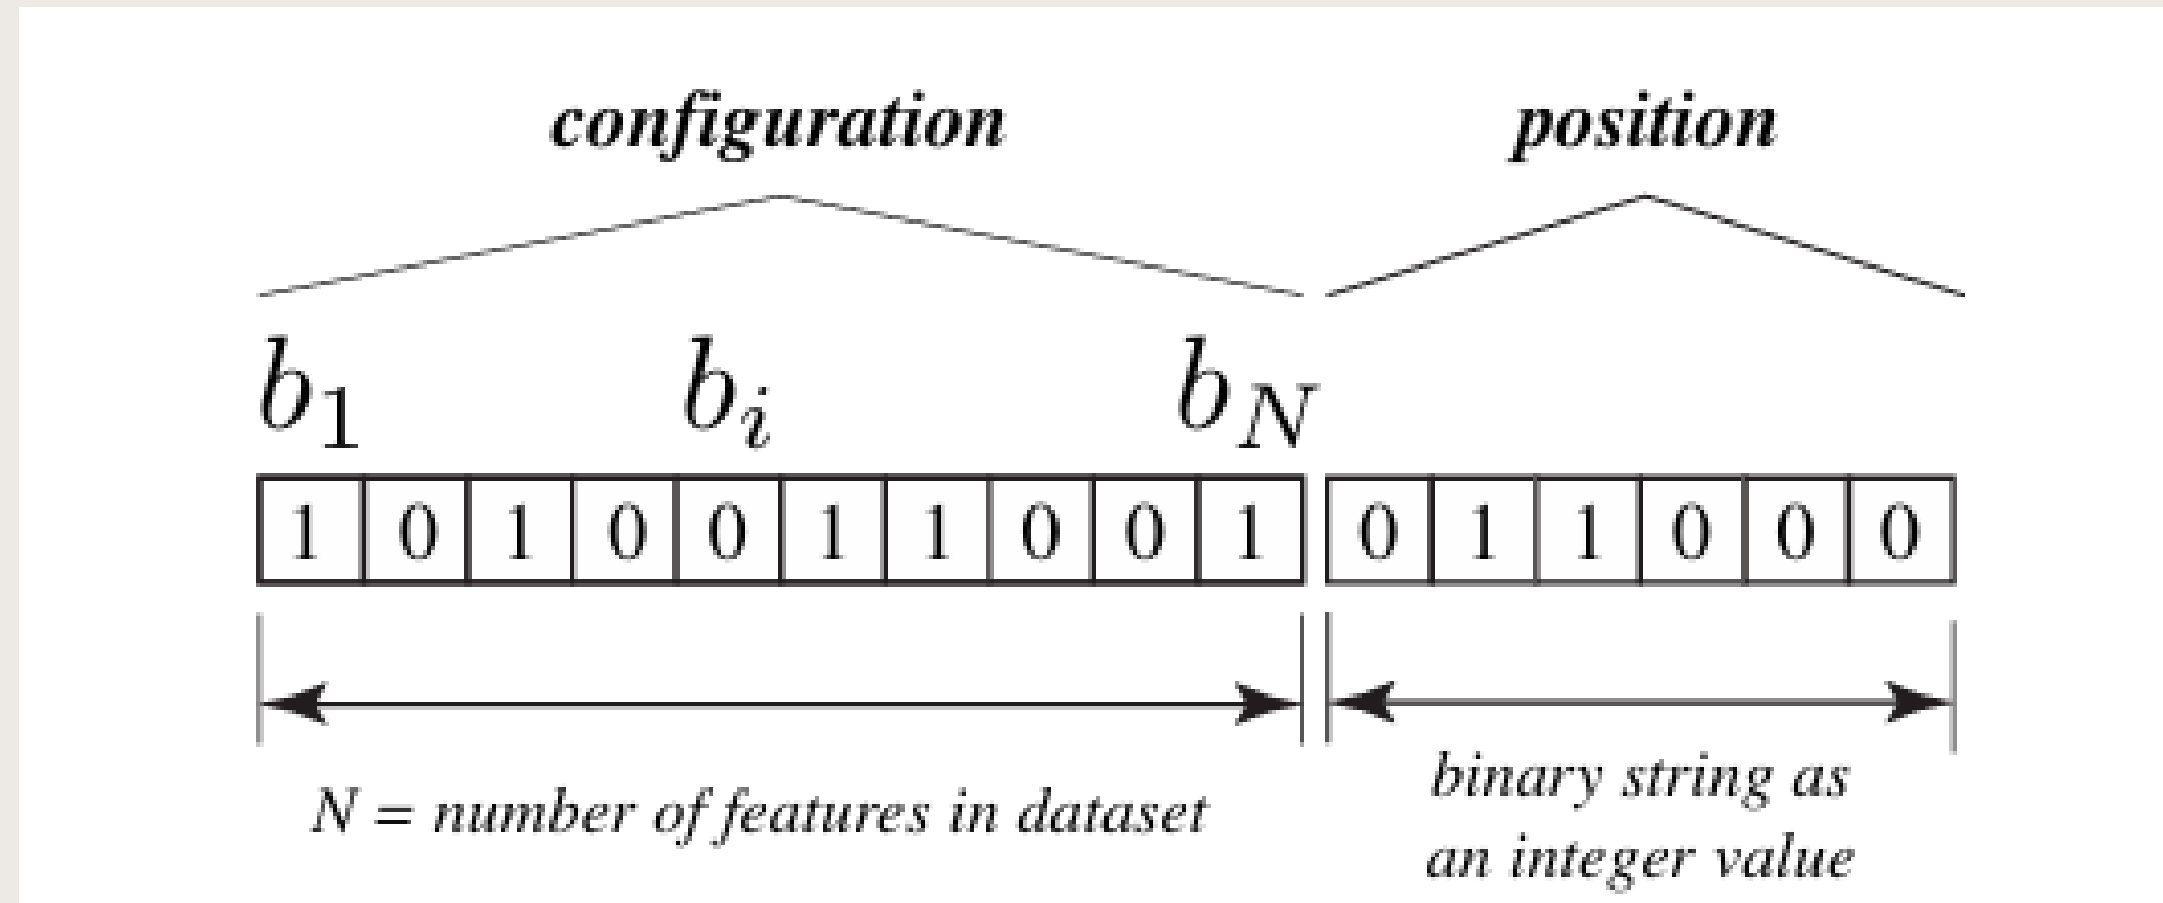 configuration position
b₁ bᵢ b_N
1 0 1 0 0 1 1 0 0 1 0 1 1 0 0 0
N = number of features in dataset
binary string as
an integer value